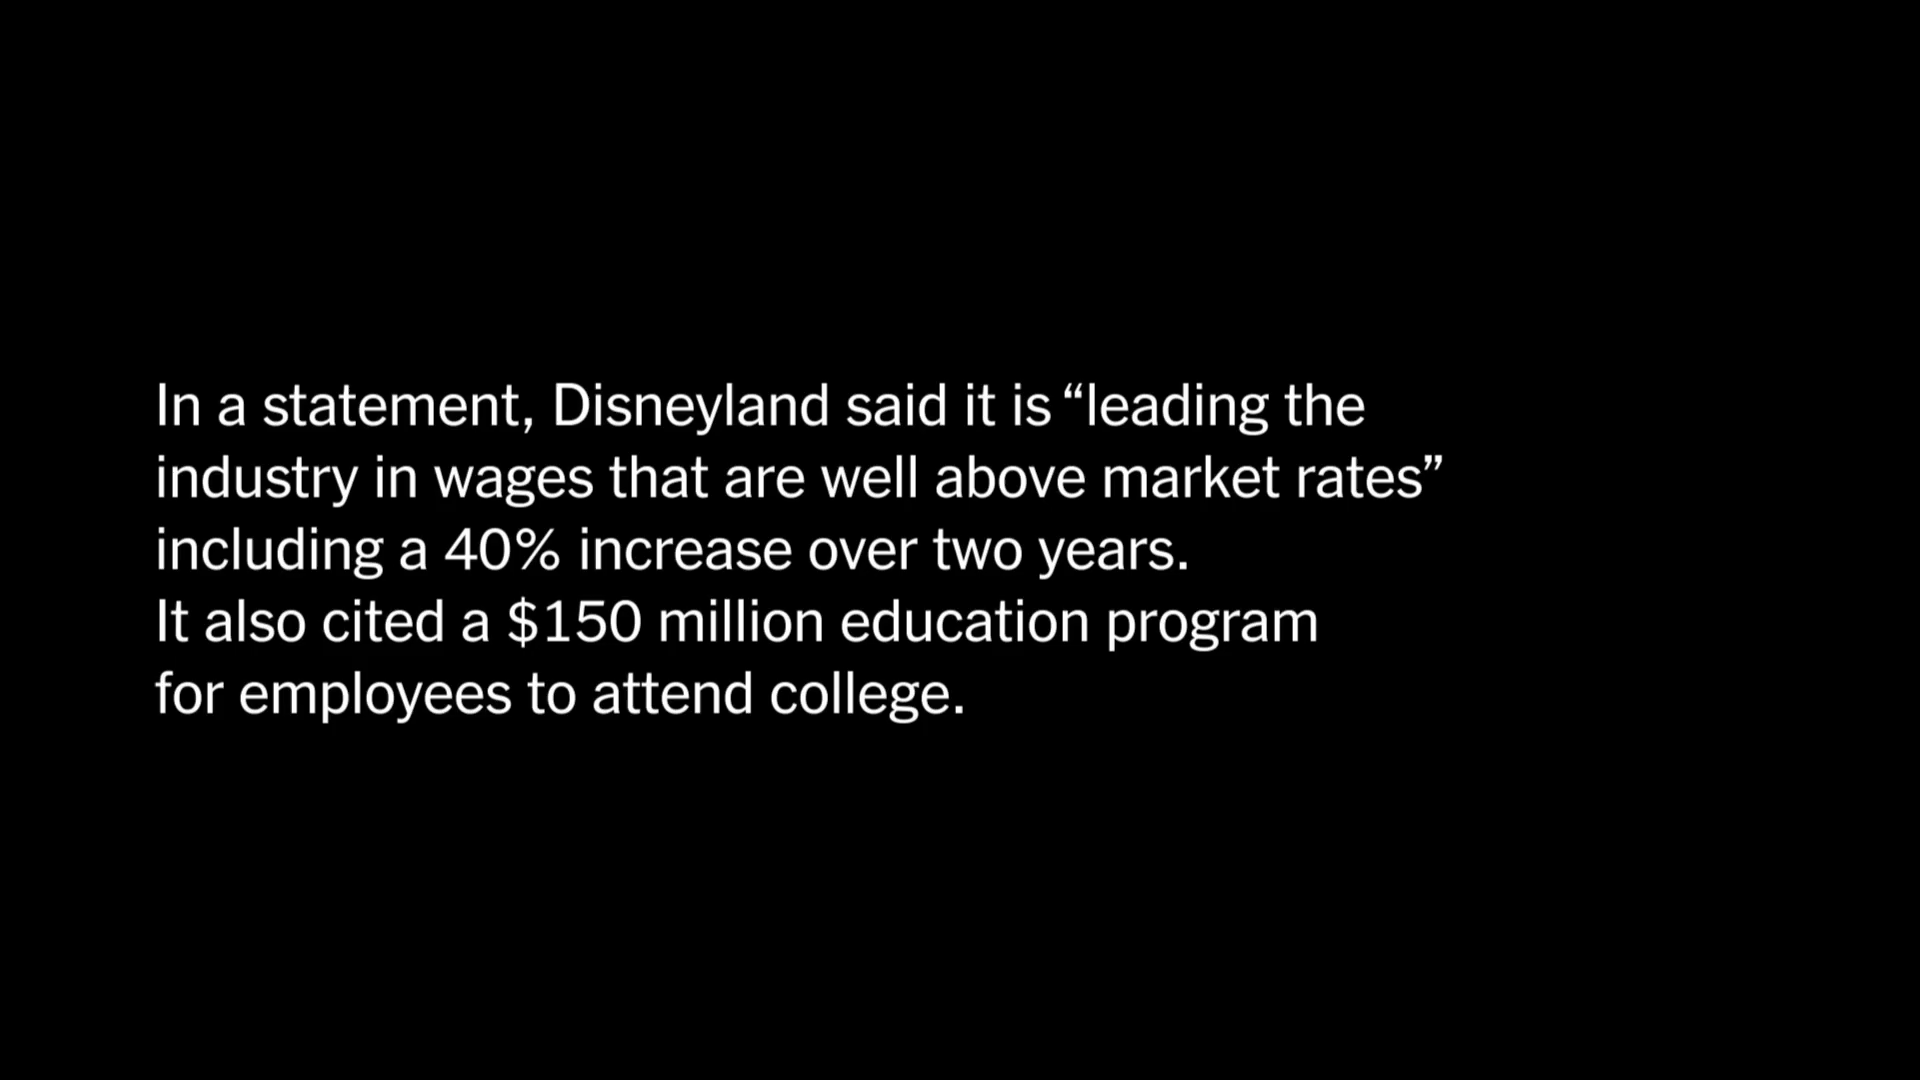 In a statement, Disneyland said it is “leading the
industry in wages that are well above market rates”
including a 40% increase over two years.
It also cited a $150 million education program
for employees to attend college.